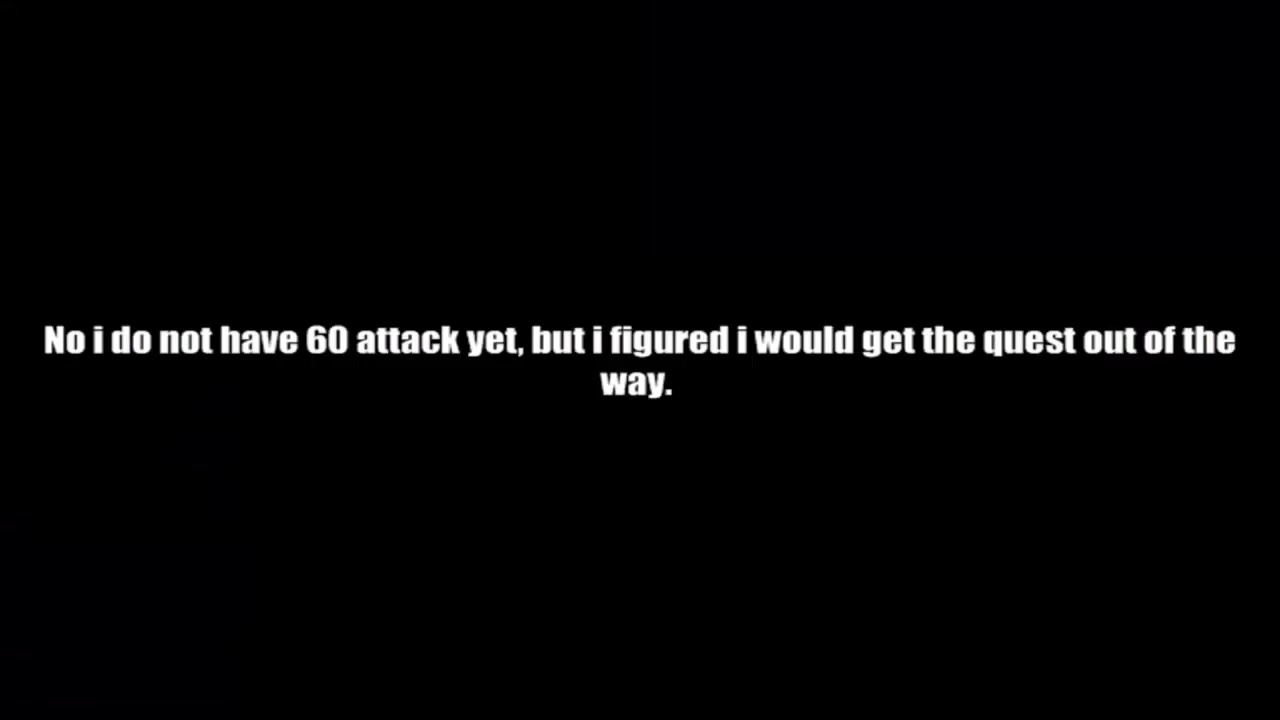 No i do not have 60 attack yet, but i figured i would get the quest out of the
way.